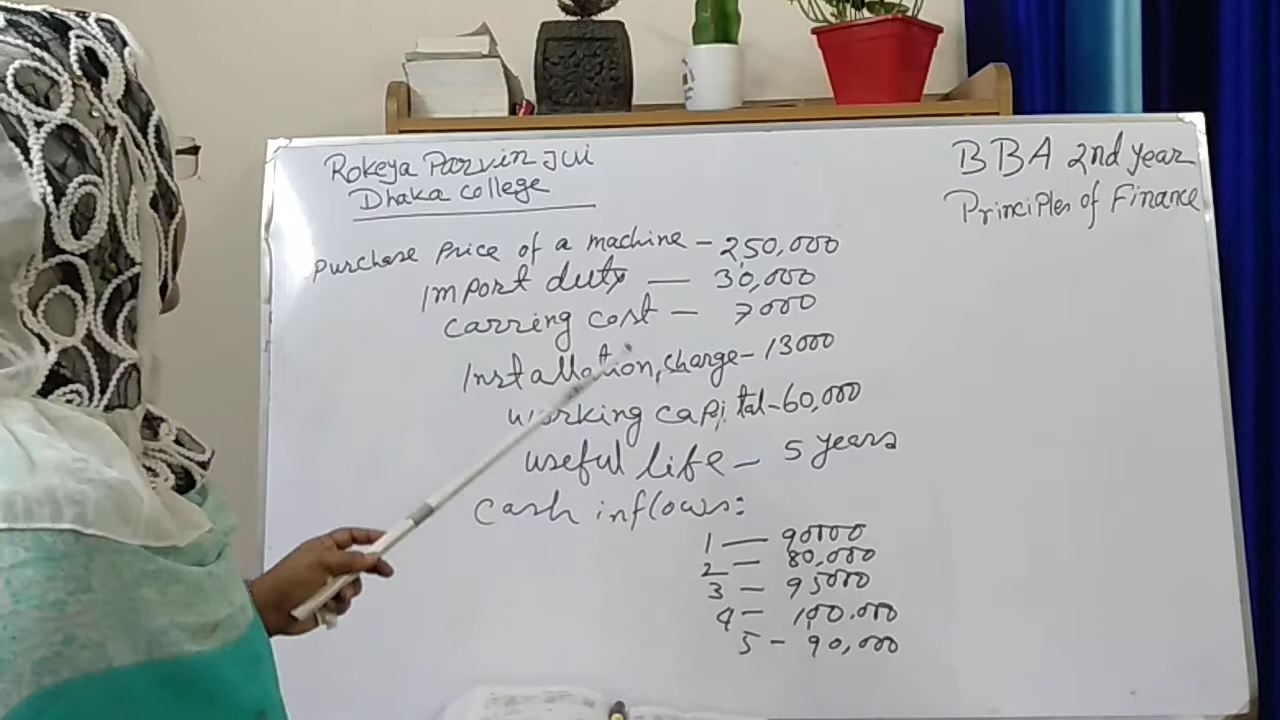 Rokeya Parvin Jui
Dhaka college
BBA 2nd year
Principles of Finance
Purchase Price of a machine - 250,000
Import duty — 30,000
Carring cost — 7000
Installation, charge - 13000
working capital - 60,000
useful life — 5 years
Cash inflows:
1 — 90000
2 — 80,000
3 — 95000
4 - 100.000
5 - 90,000